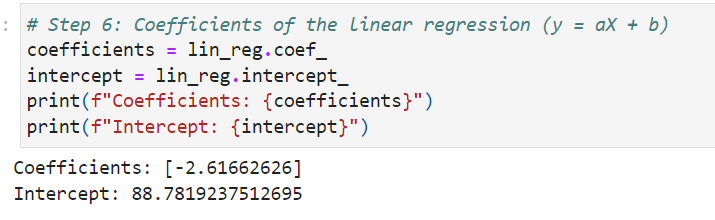 # Step 6: Coefficients of the linear regression (y = aX + b)
coefficients = lin_reg.coef_
intercept = lin_reg.intercept_
print(f"Coefficients: {coefficients}")
print(f"Intercept: {intercept}")
Coefficients: [-2.61662626]
Intercept: 88.7819237512695